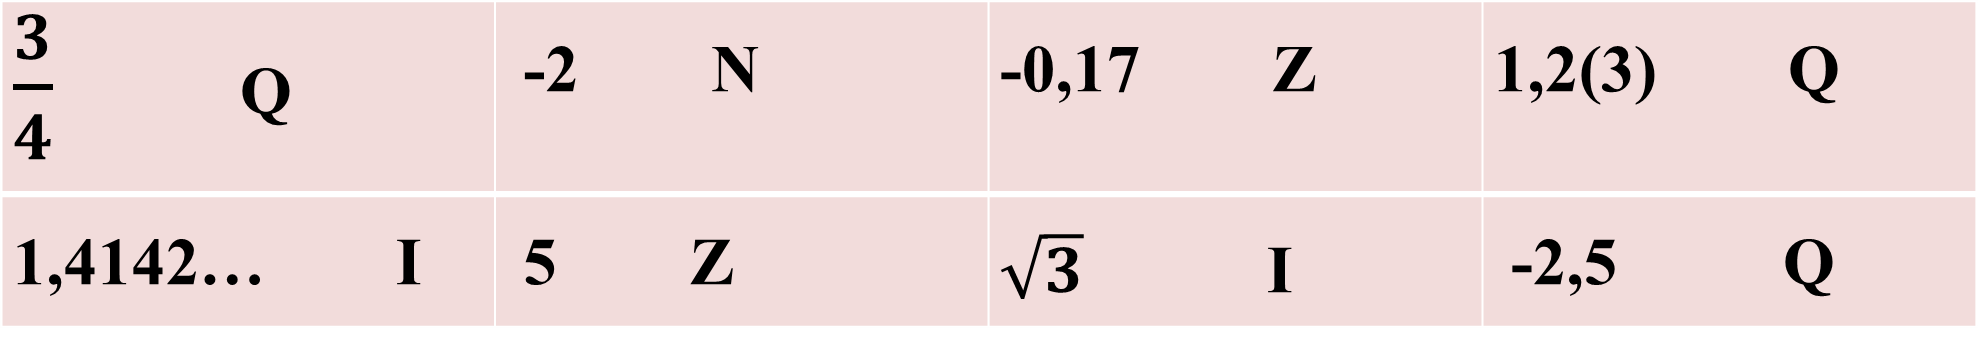 3/4 Q -2 N -0,17 Z 1,2(3) Q
1,4142… I 5 Z √3 I -2,5 Q